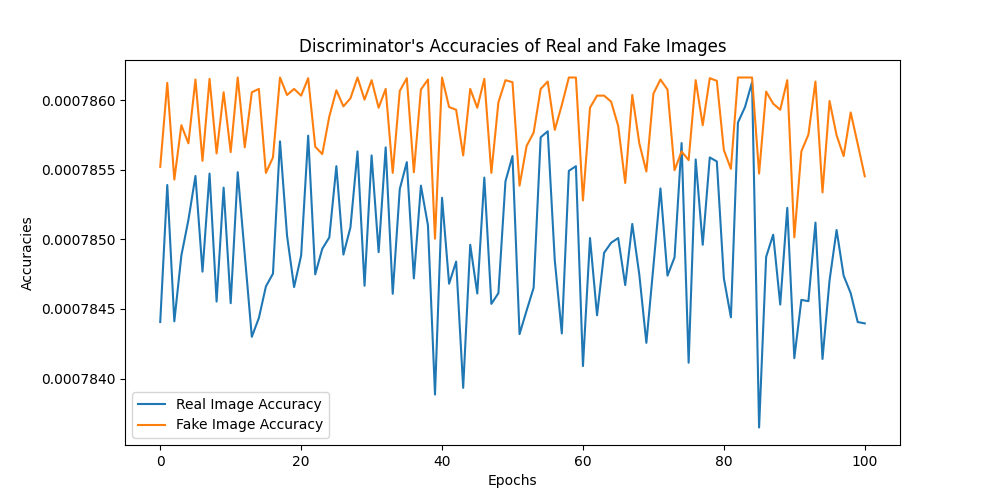 Discriminator's Accuracies of Real and Fake Images
0.0007860
0.0007855
0.0007850
0.0007845
0.0007840
Accuracies
Real Image Accuracy
Fake Image Accuracy
0 20 40 60 80 100
Epochs